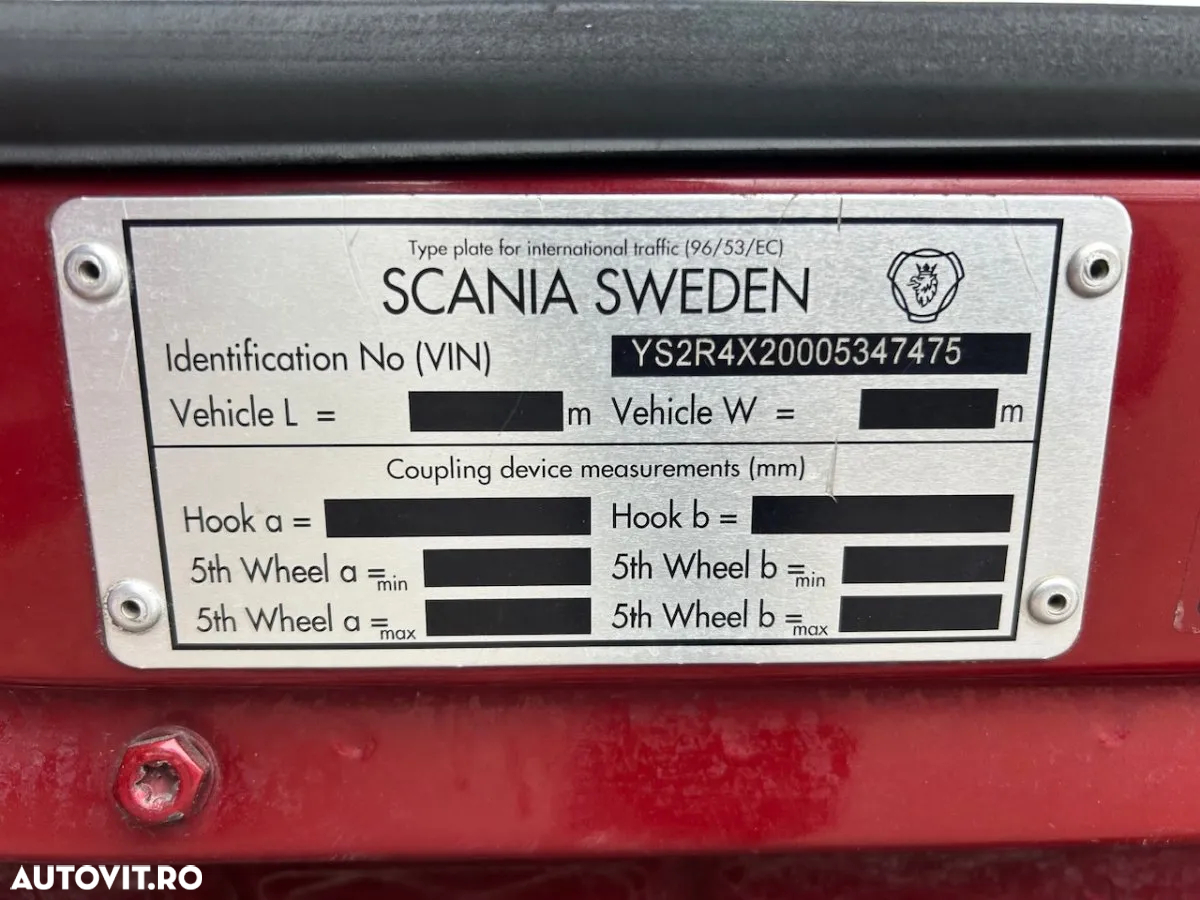 Type plate for international traffic (96/53/EC)
SCANIA SWEDEN
Identification No (VIN) YS2R4X20005347475
Vehicle L = m Vehicle W = m
Coupling device measurements (mm)
Hook a = Hook b =
5th Wheel a =min 5th Wheel b =min
5th Wheel a =max 5th Wheel b =max
AUTOVIT.RO